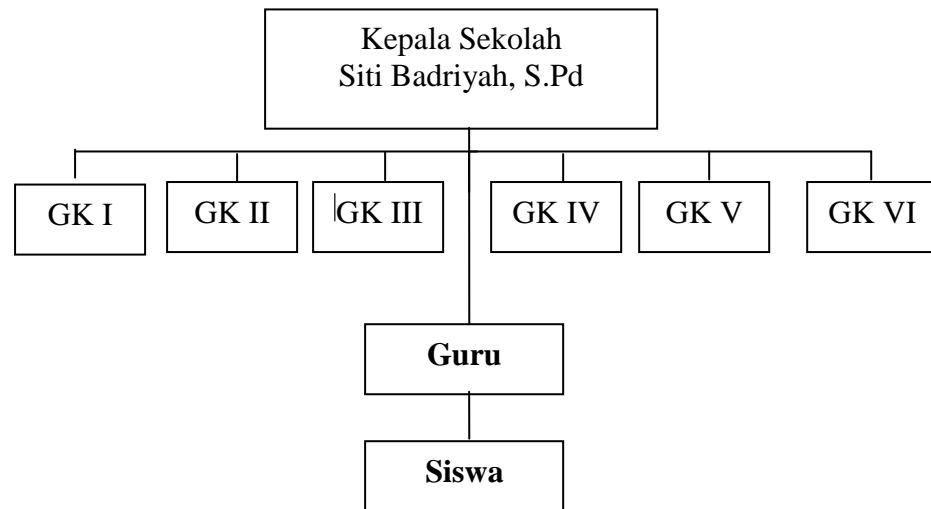 Kepala Sekolah
Siti Badriyah, S.Pd
GK I
GK II
GK III
GK IV
GK V
GK VI
Guru
Siswa